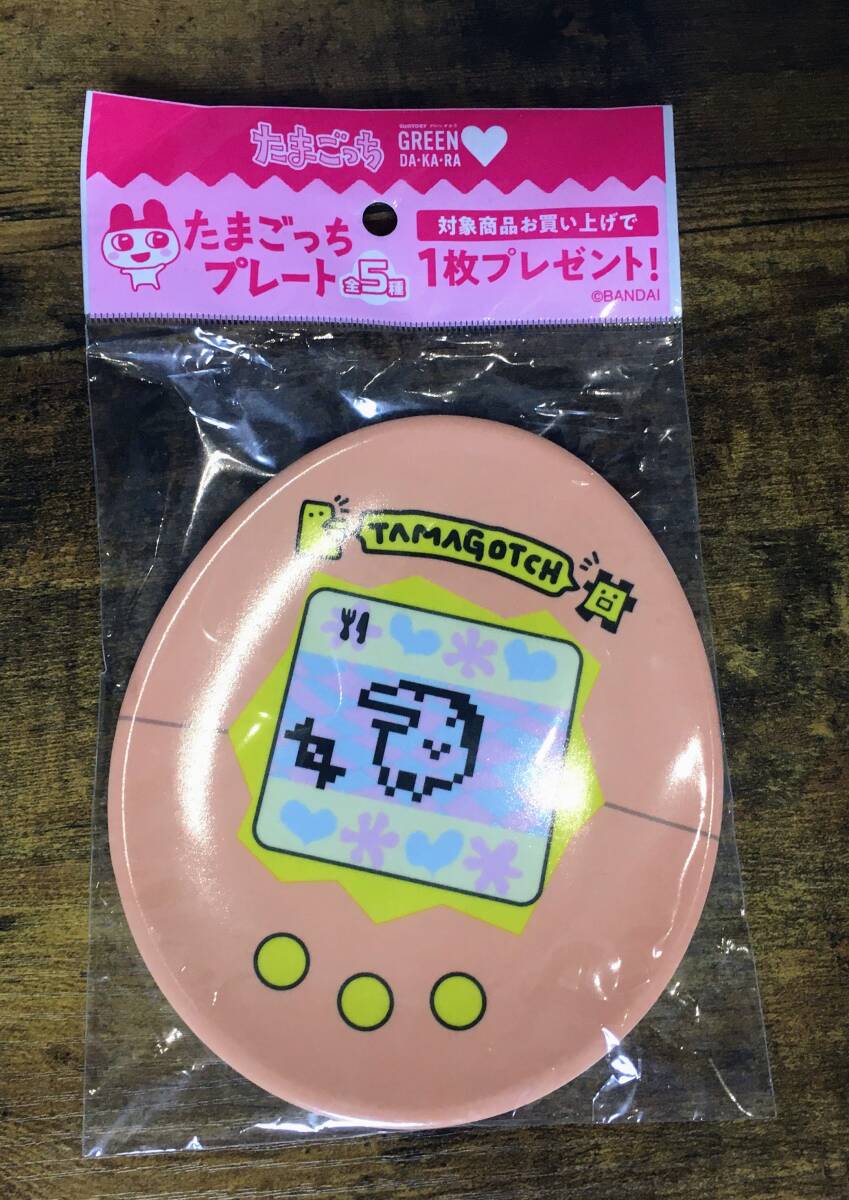 たまごっち
SUNTORY グリーン ダカラ
GREEN
DA・KA・RA
たまごっち
プレート
全5種
対象商品お買い上げで
1枚プレゼント!
©BANDAI
TAMAGOTCH